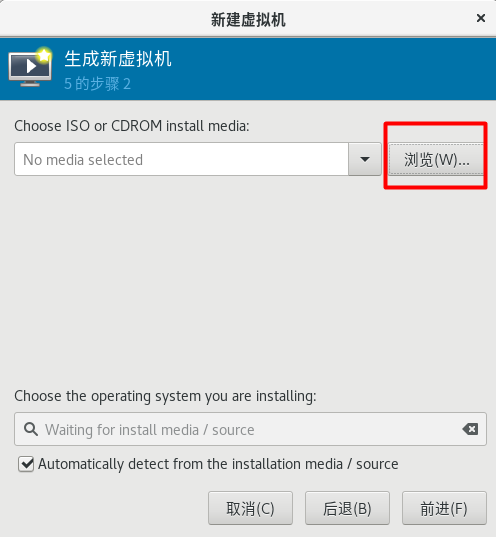 新建虚拟机
生成新虚拟机
5 的步骤 2
Choose ISO or CDROM install media:
No media selected
浏览(W)...
Choose the operating system you are installing:
Waiting for install media / source
Automatically detect from the installation media / source
取消(C) 后退(B) 前进(F)